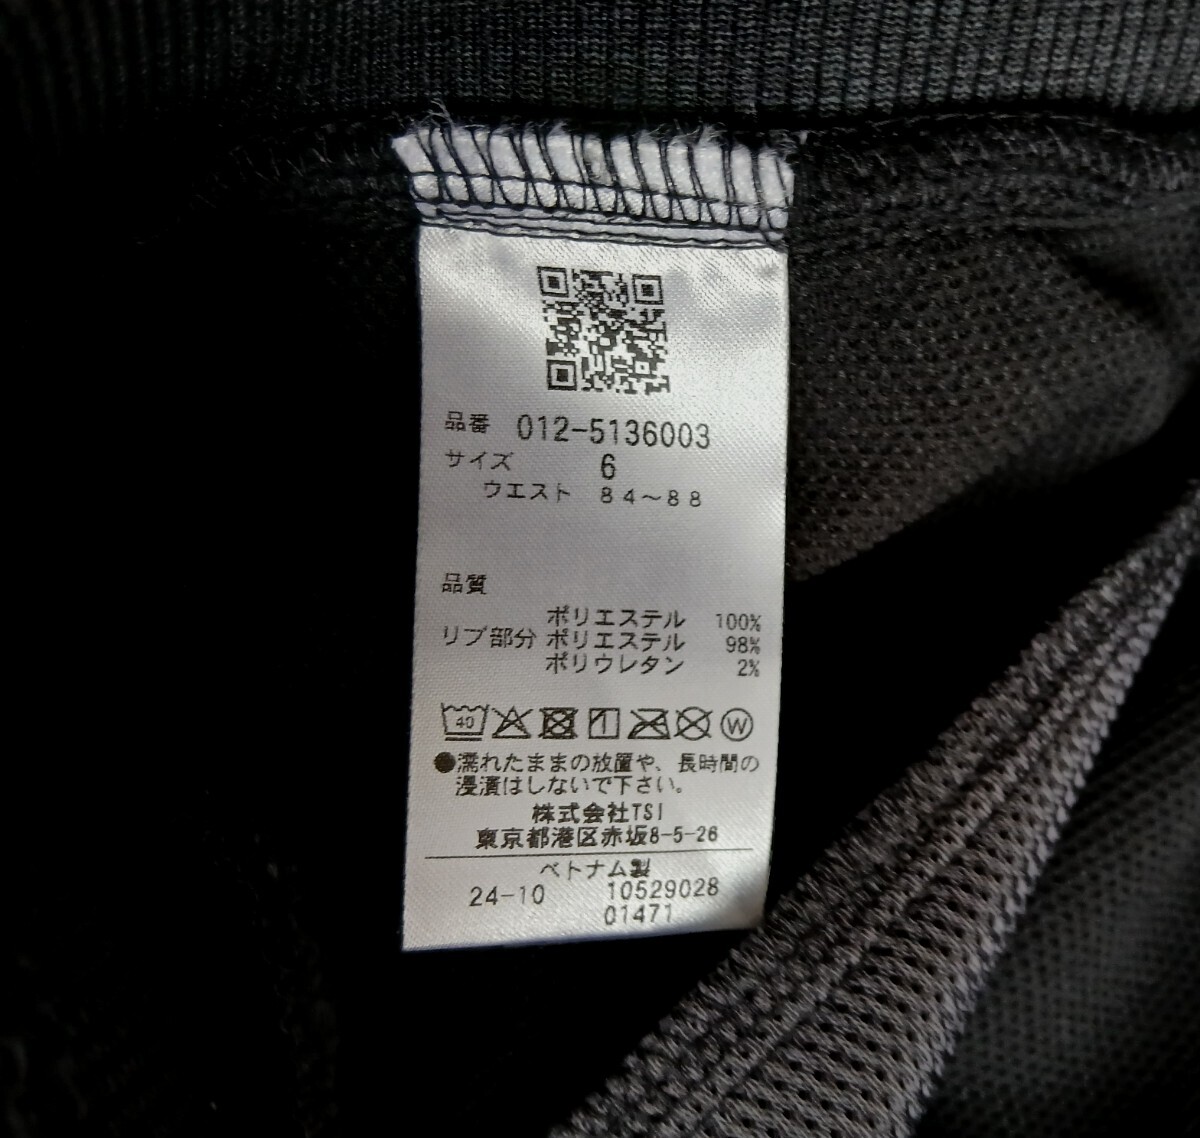 品番 012-5136003
サイズ 6
ウエスト 84～88
品質
ポリエステル 100%
リブ部分 ポリエステル 98%
ポリウレタン 2%
40 W
●濡れたままの放置や、長時間の
浸漬はしないで下さい。
株式会社TSI
東京都港区赤坂8-5-26
ベトナム製
24-10 10529028
01471